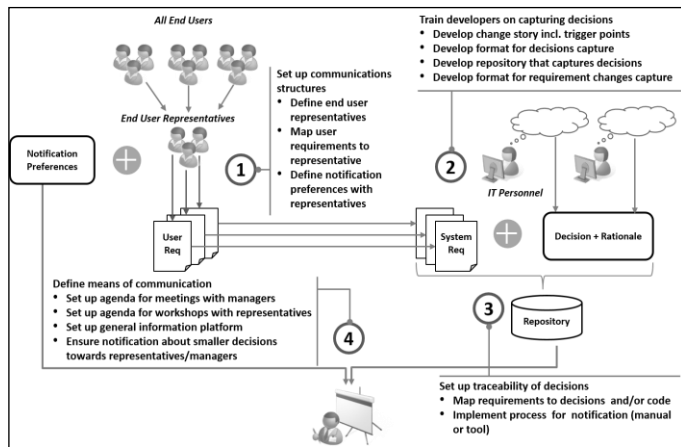 All End Users
Train developers on capturing decisions
• Develop change story incl. trigger points
• Develop format for decisions capture
• Develop repository that captures decisions
• Develop format for requirement changes capture
Set up communications
structures
• Define end user
representatives
• Map user
requirements to
representative
• Define notification
preferences with
representatives
End User Representatives
Notification
Preferences
1
2
IT Personnel
User
Req
System
Req
Decision + Rationale
Define means of communication
• Set up agenda for meetings with managers
• Set up agenda for workshops with representatives
• Set up general information platform
• Ensure notification about smaller decisions
towards representatives/managers
4
3
Repository
Set up traceability of decisions
• Map requirements to decisions and/or code
• Implement process for notification (manual
or tool)